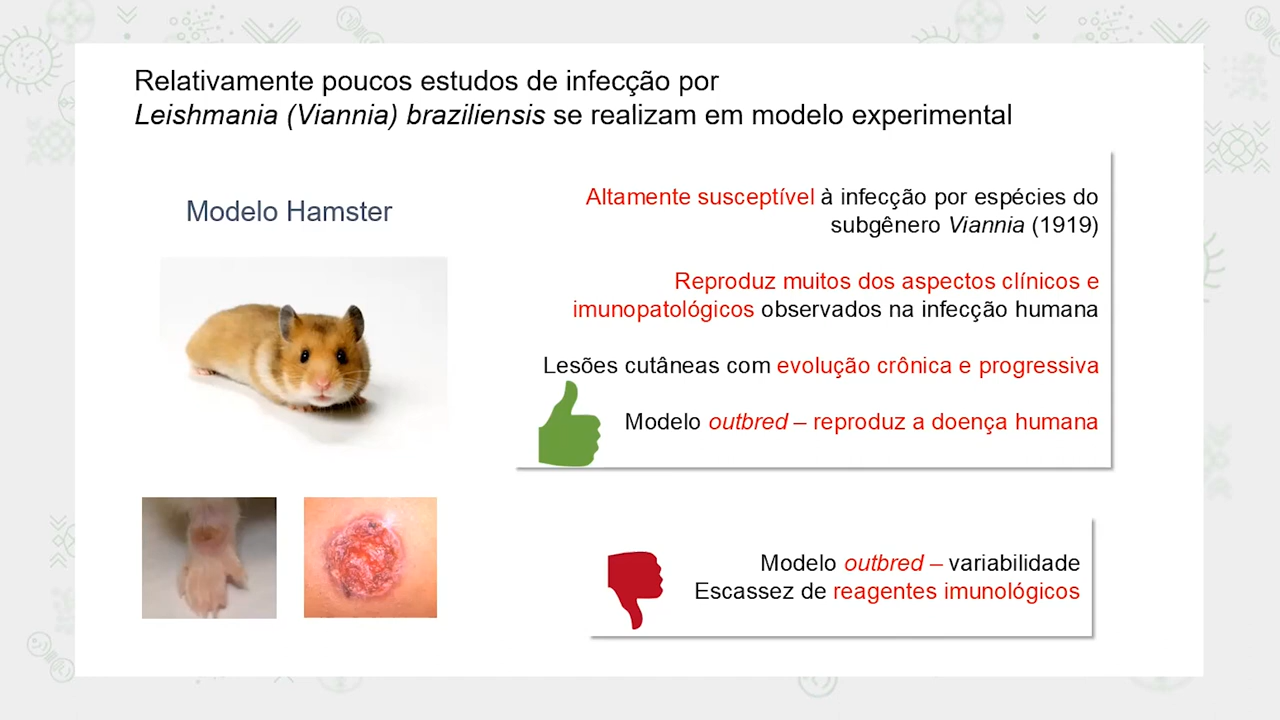 Relativamente poucos estudos de infecção por
Leishmania (Viannia) braziliensis se realizam em modelo experimental
Modelo Hamster
Altamente susceptível à infecção por espécies do
subgênero Viannia (1919)
Reproduz muitos dos aspectos clínicos e
imunopatológicos observados na infecção humana
Lesões cutâneas com evolução crônica e progressiva
Modelo outbred – reproduz a doença humana
Modelo outbred – variabilidade
Escassez de reagentes imunológicos